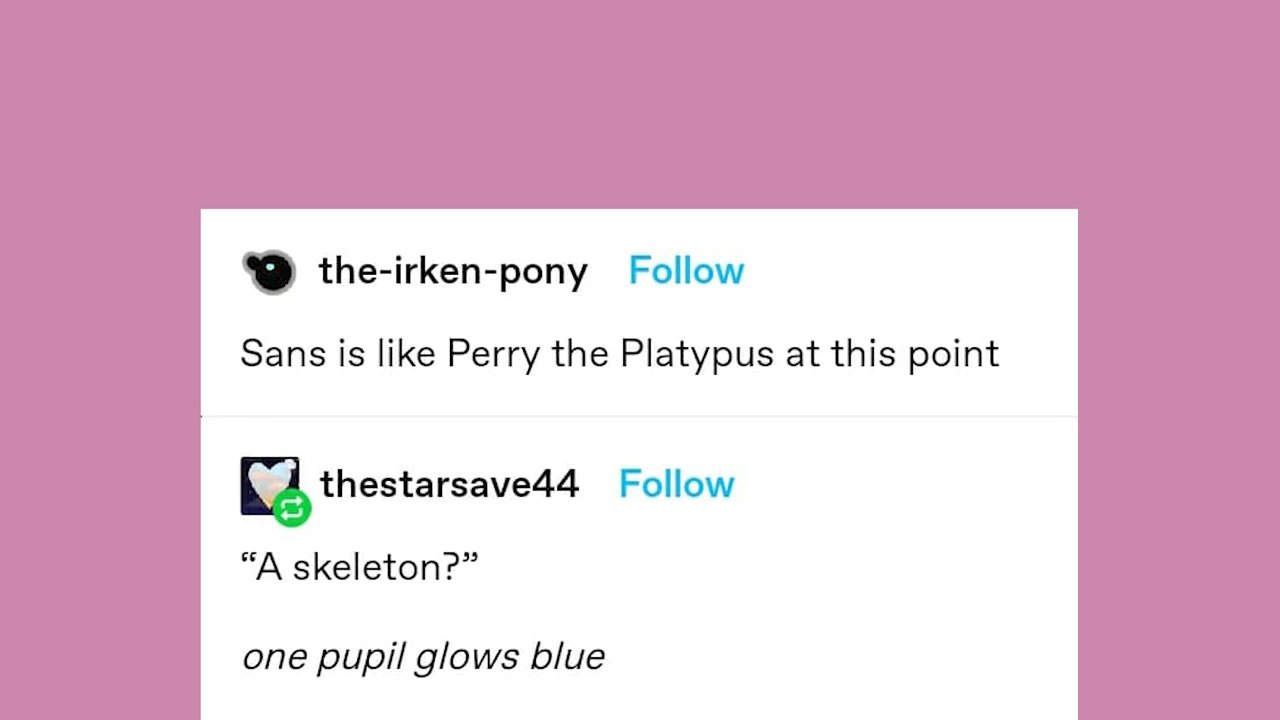 the-irken-pony Follow
Sans is like Perry the Platypus at this point
thestarsave44 Follow
“A skeleton?”
one pupil glows blue